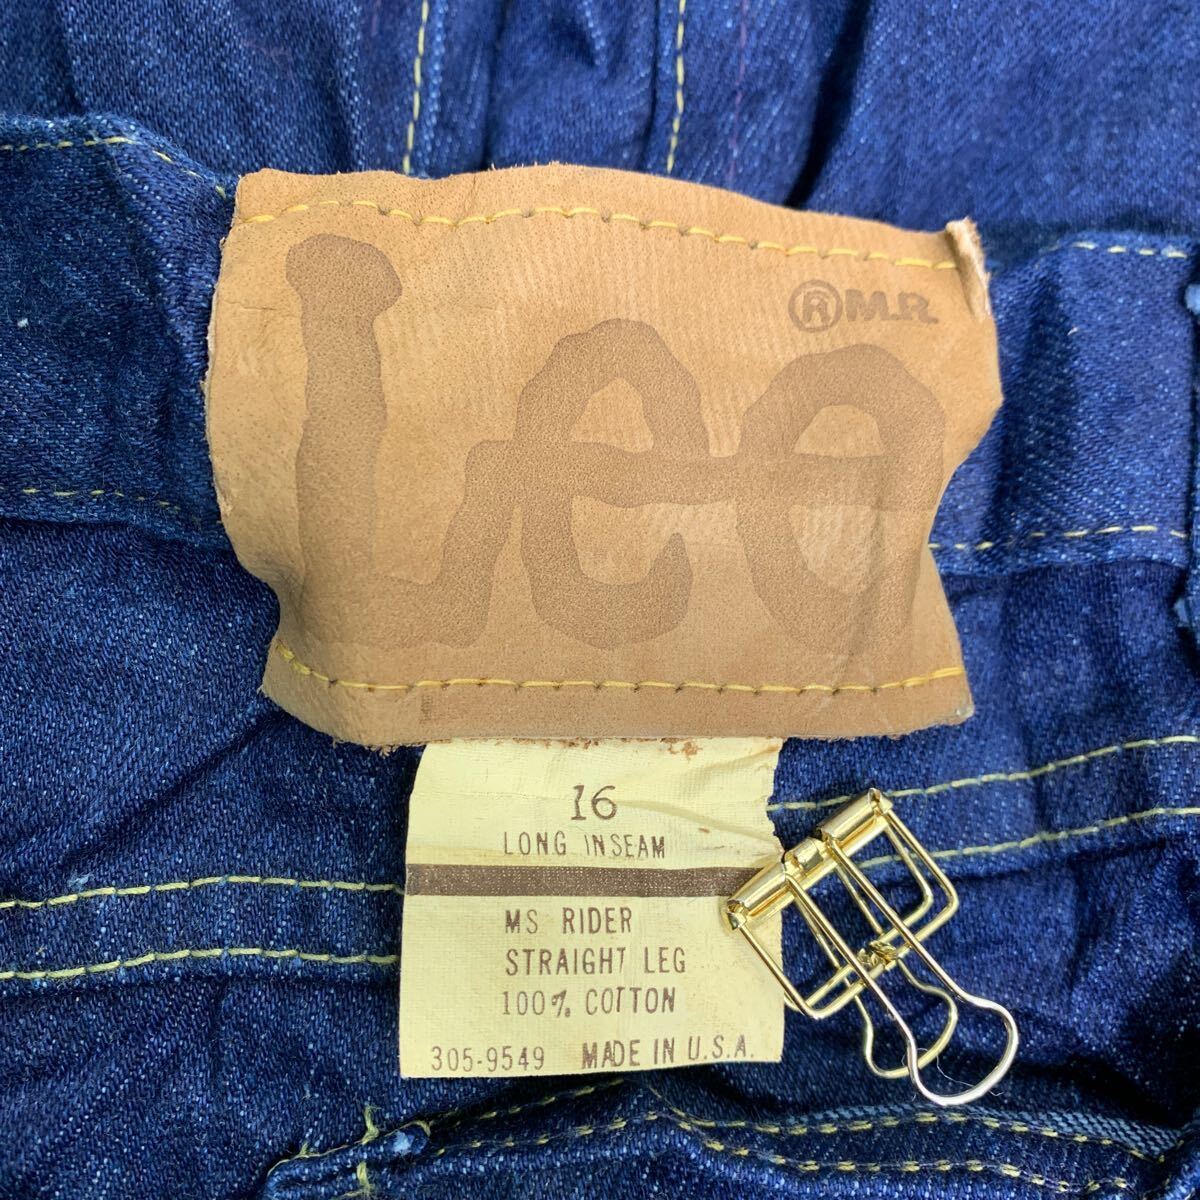 Lee
® M.R.
16
LONG INSEAM
MS RIDER
STRAIGHT LEG
100% COTTON
305-9549 MADE IN U.S.A.